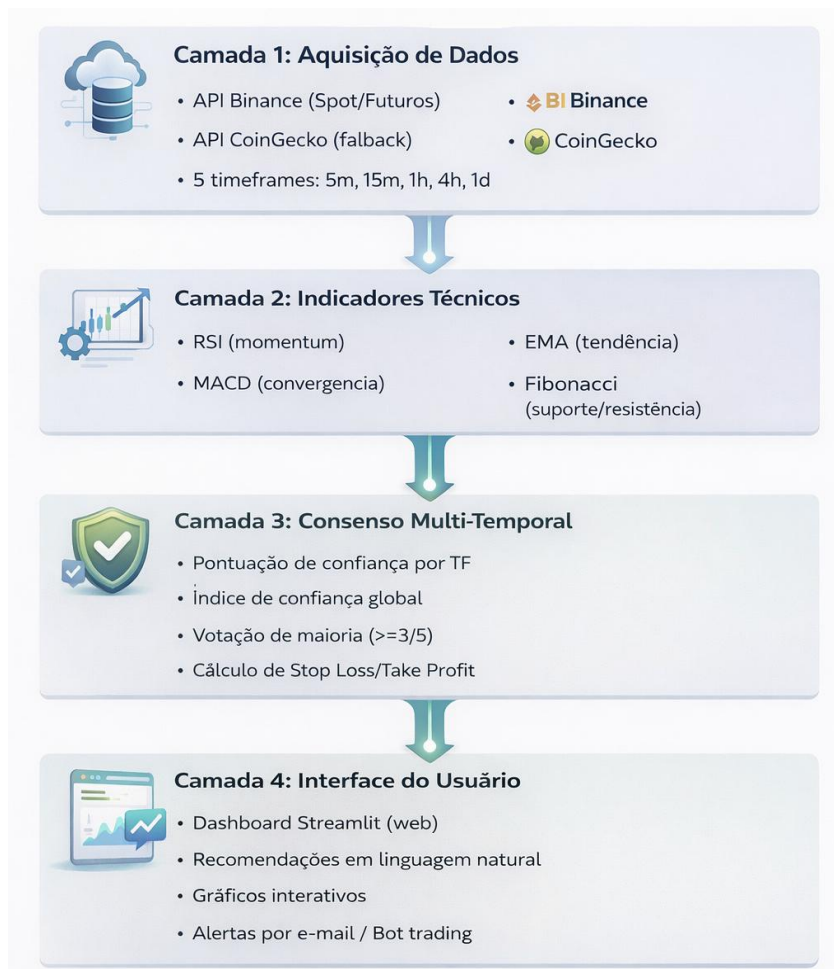 Camada 1: Aquisição de Dados
• API Binance (Spot/Futuros)
• BI Binance
• API CoinGecko (falback)
• CoinGecko
• 5 timeframes: 5m, 15m, 1h, 4h, 1d
Camada 2: Indicadores Técnicos
• RSI (momentum)
• EMA (tendência)
• MACD (convergencia)
• Fibonacci
(suporte/resistência)
Camada 3: Consenso Multi-Temporal
• Pontuação de confiança por TF
• Índice de confiança global
• Votação de maioria (>=3/5)
• Cálculo de Stop Loss/Take Profit
Camada 4: Interface do Usuário
• Dashboard Streamlit (web)
• Recomendações em linguagem natural
• Gráficos interativos
• Alertas por e-mail / Bot trading